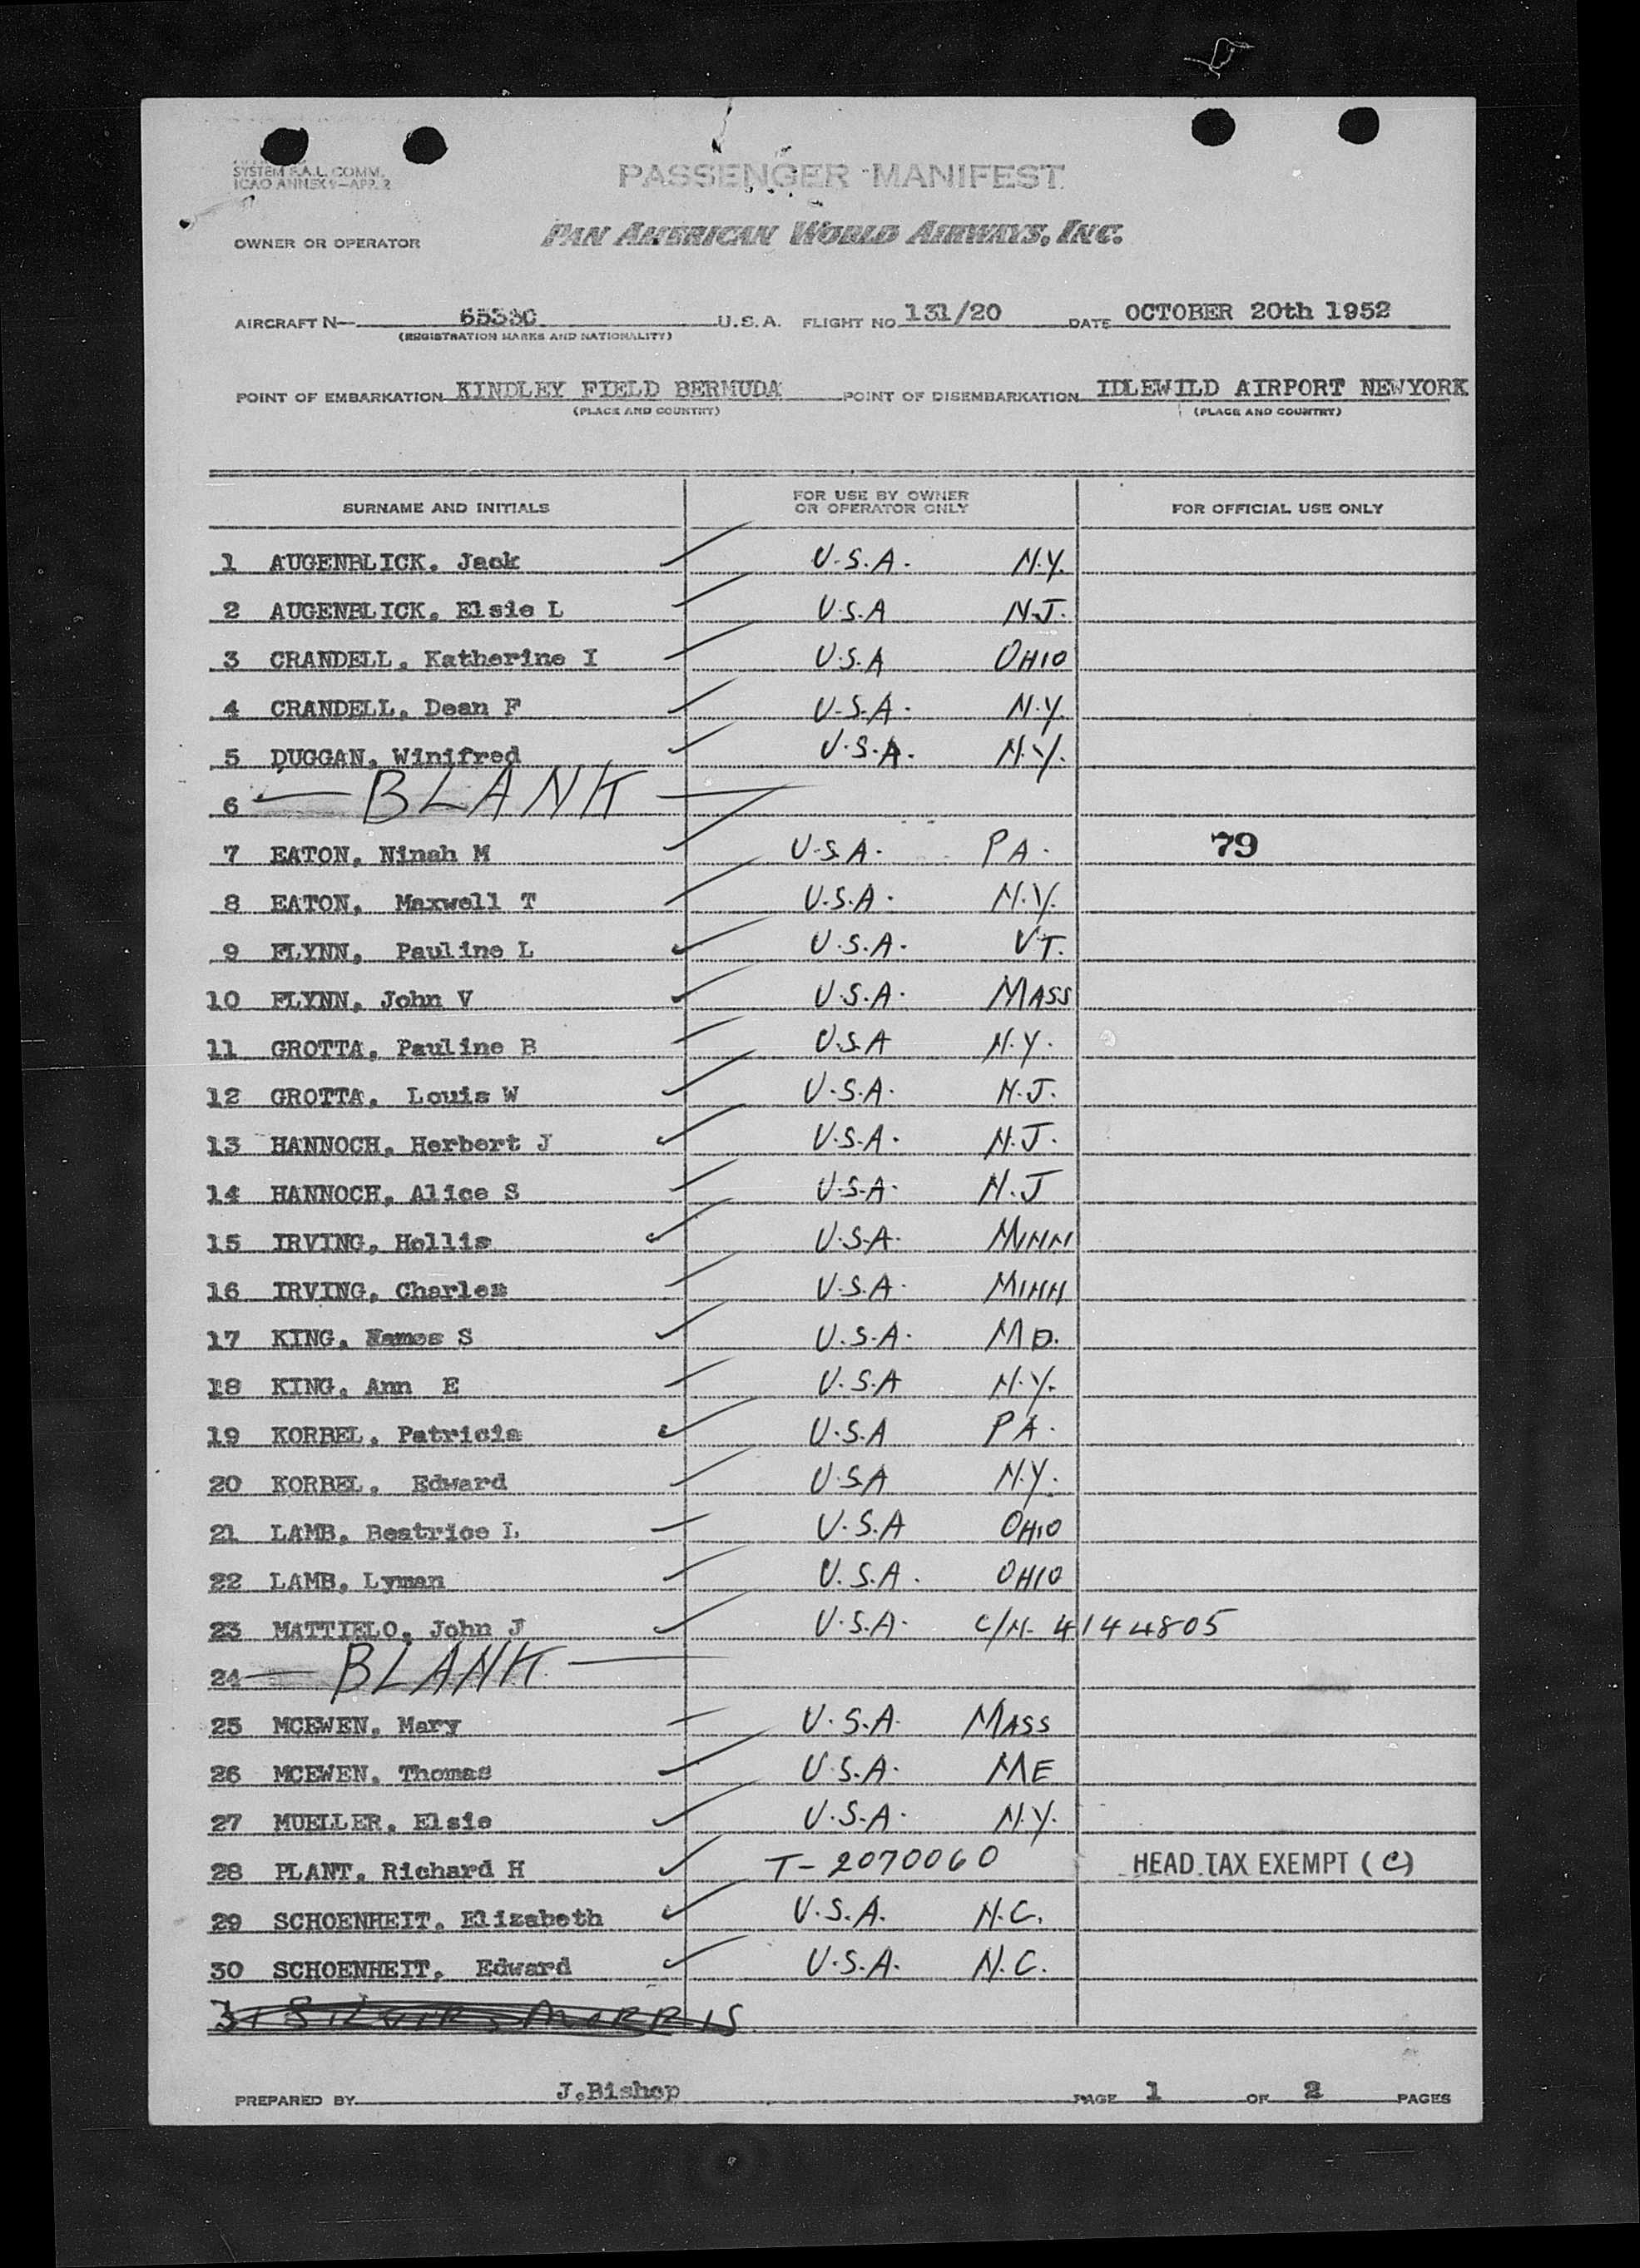 SYSTEM F.A.L. COMM.
ICAO ANNEX 9-APP. 2
PASSENGER MANIFEST
OWNER OR OPERATOR PAN AMERICAN WORLD AIRWAYS, INC.
AIRCRAFT N- U.S.A. FLIGHT NO 131/20 DATE OCTOBER 20th 1952
(REGISTRATION MARKS AND NATIONALITY)
POINT OF EMBARKATION KINDLEY FIELD BERMUDA POINT OF DISEMBARKATION IDLEWILD AIRPORT NEWYORK
(PLACE AND COUNTRY) (PLACE AND COUNTRY)
SURNAME AND INITIALS FOR USE BY OWNER OR OPERATOR ONLY FOR OFFICIAL USE ONLY
1 AUGENBLICK, Jack U.S.A. N.Y.
2 AUGENBLICK, Elsie L U.S.A N.J.
3 CRANDELL, Katherine I U.S.A OHIO
4 CRANDELL, Dean F U.S.A. N.Y.
5 DUGGAN, Winifred U.S.A. N.Y.
6 — BLANK —
7 EATON, Ninah M U.S.A. PA. 79
8 EATON, Maxwell T U.S.A. N.Y.
9 FLYNN, Pauline L U.S.A. VT.
10 FLYNN, John V U.S.A. MASS
11 GROTTA, Pauline B U.S.A N.Y.
12 GROTTA, Louis W U.S.A. N.J.
13 HANNOCH, Herbert J U.S.A. N.J.
14 HANNOCH, Alice S U.S.A. N.J
15 IRVING, Hollis U.S.A. MINN
16 IRVING, Charles U.S.A. MINN
17 KING, James S U.S.A. MD.
18 KING, Ann E U.S.A N.Y.
19 KORBEL, Patricia U.S.A PA.
20 KORBEL, Edward U.S.A N.Y.
21 LAMB, Beatrice L U.S.A OHIO
22 LAMB, Lyman U.S.A. OHIO
23 MATTIELO, John J U.S.A. C/N- 4144805
24 — BLANK —
25 MCEWEN, Mary U.S.A. MASS
26 MCEWEN, Thomas U.S.A. ME
27 MUELLER, Elsie U.S.A. N.Y.
28 PLANT, Richard H T-2070060 HEAD TAX EXEMPT (C)
29 SCHOENHEIT, Elizabeth U.S.A. N.C.
30 SCHOENHEIT, Edward U.S.A. N.C.
31 MORRIS
PREPARED BY J.Bishop PAGE 1 OF 2 PAGES